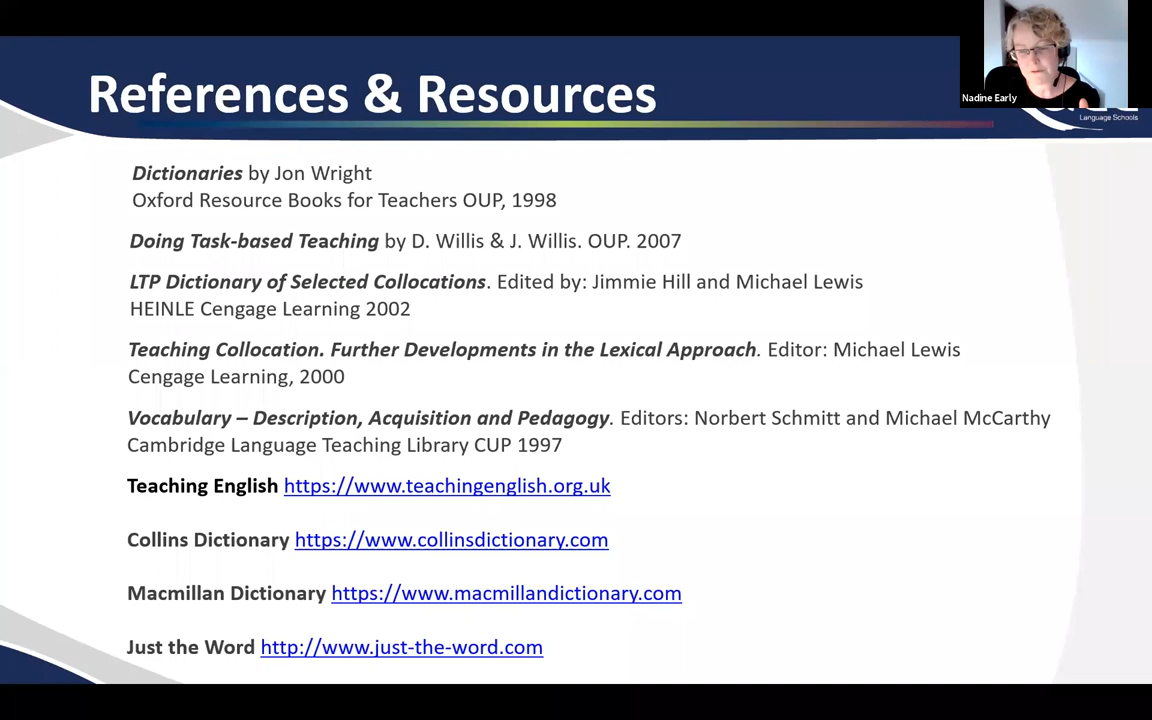 References & Resources
Nadine Early
Language Schools
Dictionaries by Jon Wright
Oxford Resource Books for Teachers OUP, 1998
Doing Task-based Teaching by D. Willis & J. Willis. OUP. 2007
LTP Dictionary of Selected Collocations. Edited by: Jimmie Hill and Michael Lewis
HEINLE Cengage Learning 2002
Teaching Collocation. Further Developments in the Lexical Approach. Editor: Michael Lewis
Cengage Learning, 2000
Vocabulary – Description, Acquisition and Pedagogy. Editors: Norbert Schmitt and Michael McCarthy
Cambridge Language Teaching Library CUP 1997
Teaching English https://www.teachingenglish.org.uk
Collins Dictionary https://www.collinsdictionary.com
Macmillan Dictionary https://www.macmillandictionary.com
Just the Word http://www.just-the-word.com